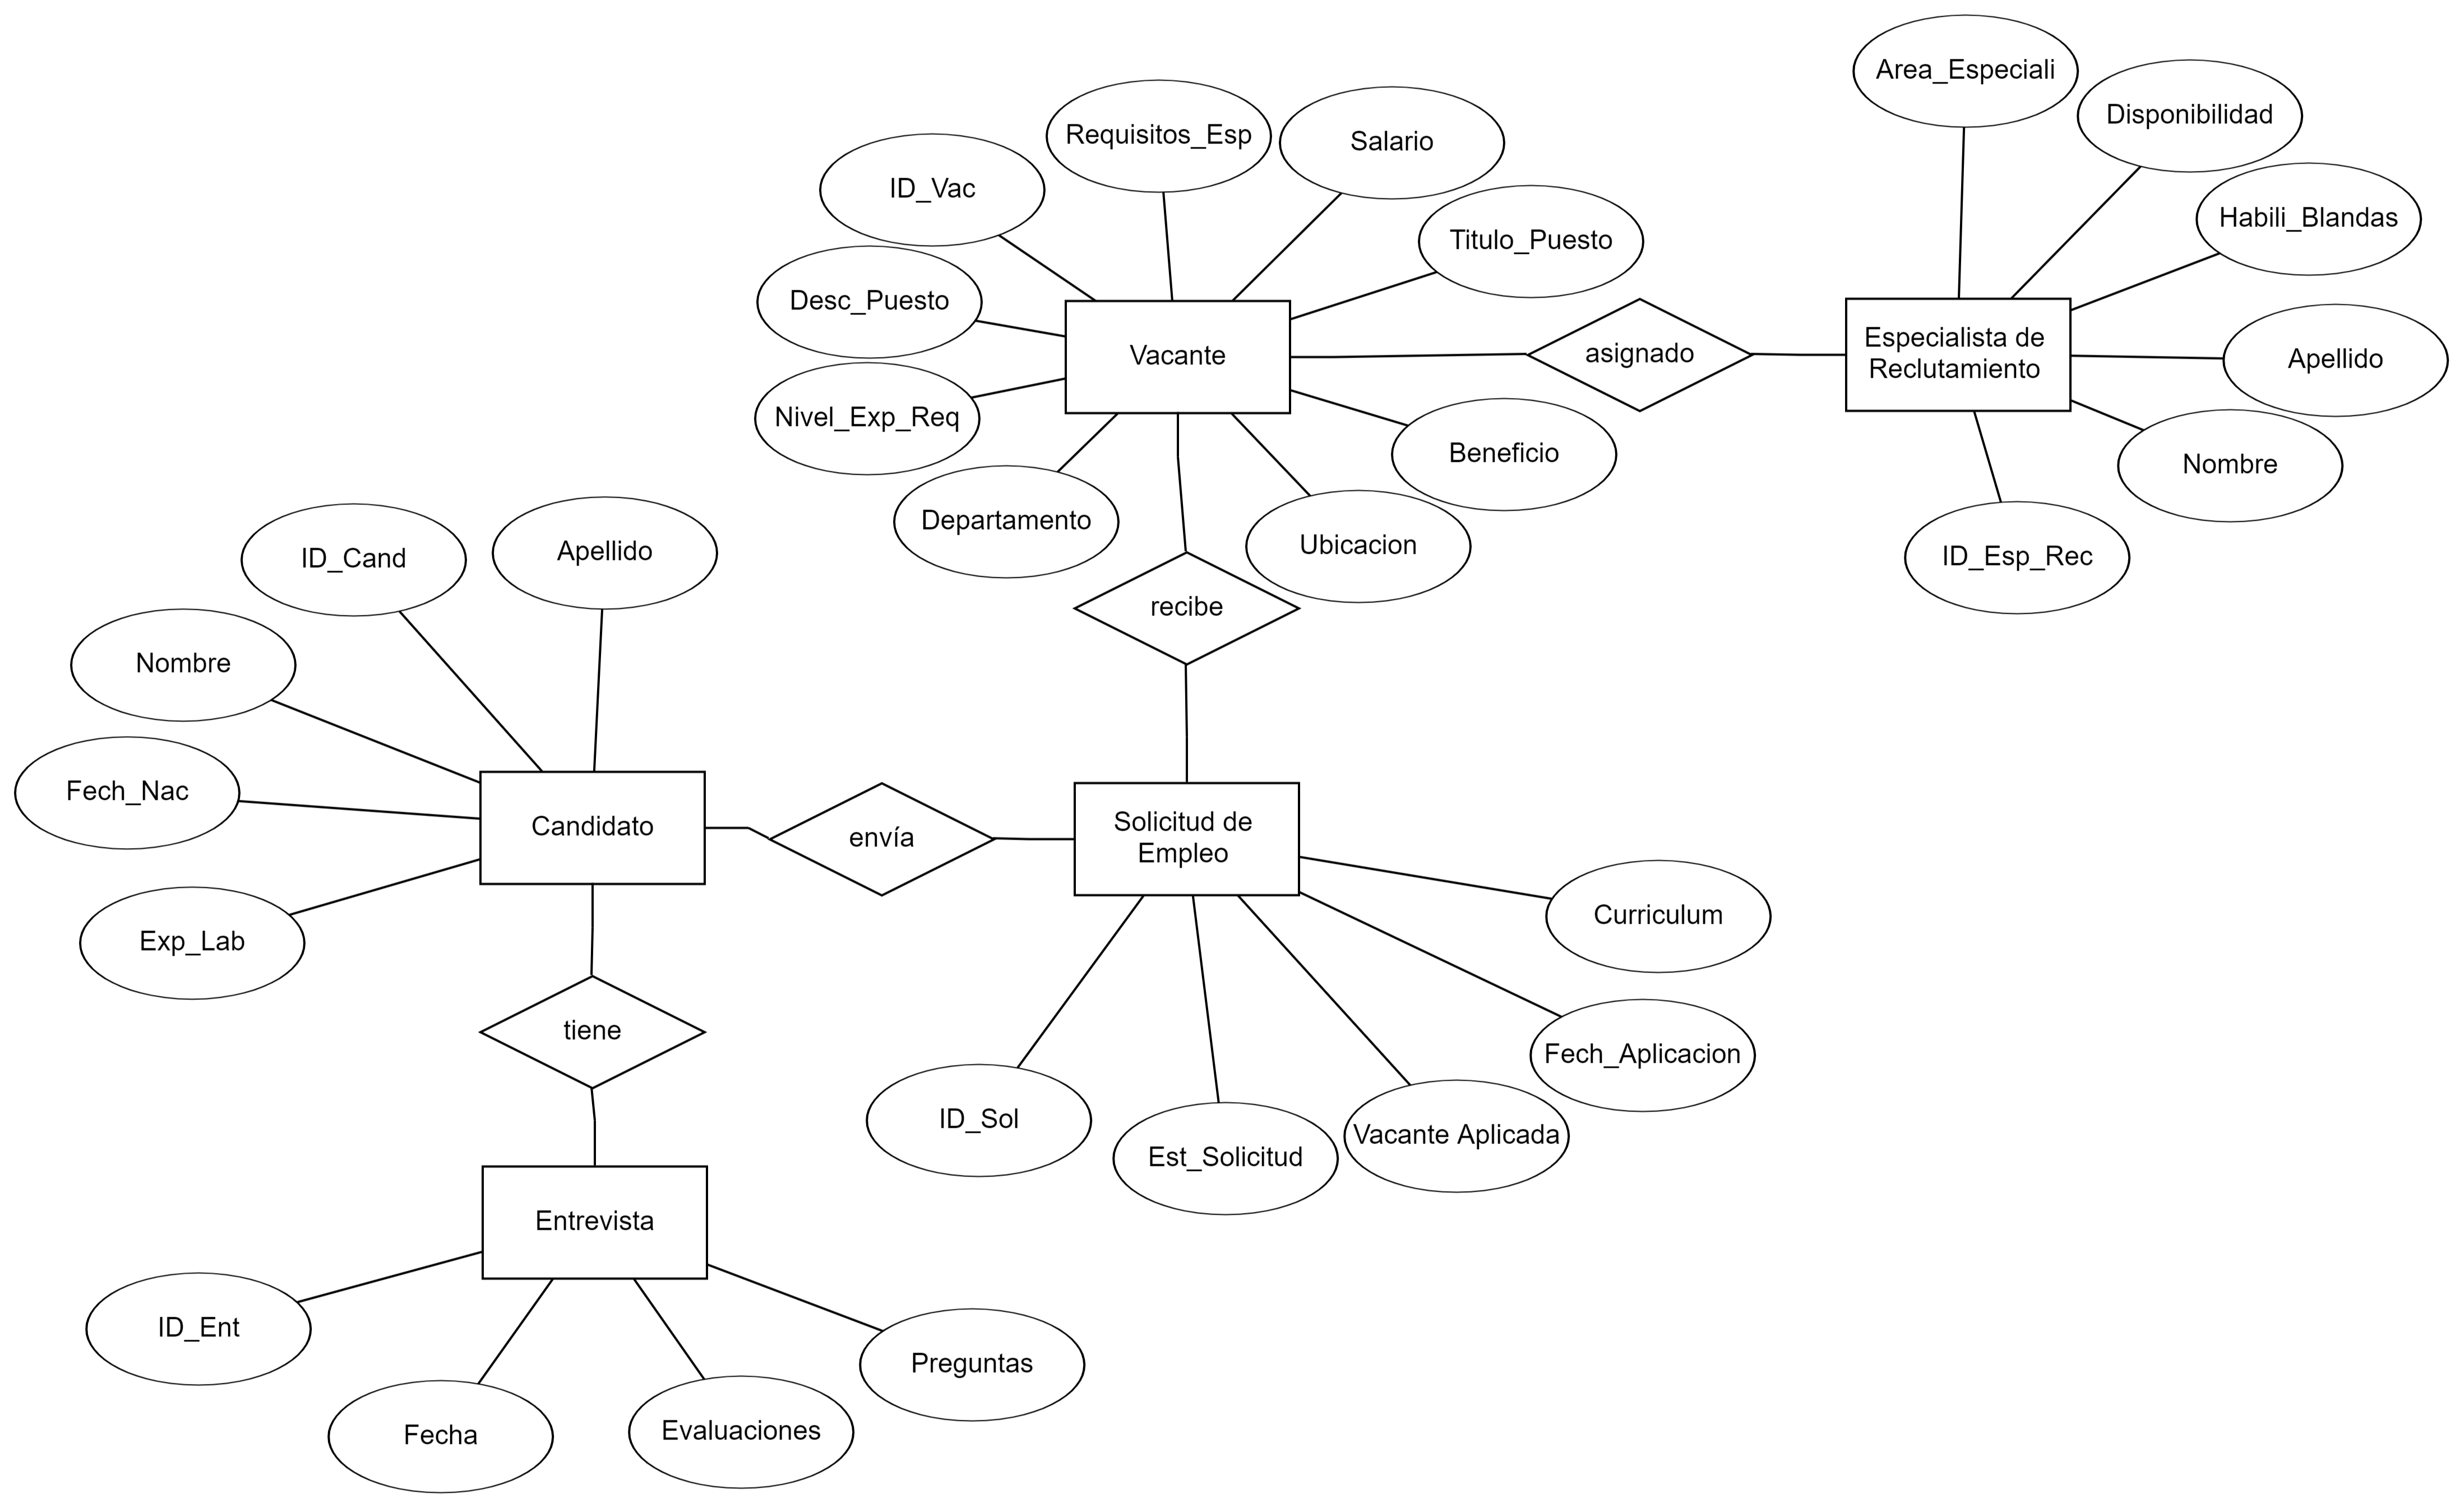 Area_Especiali
Disponibilidad
Requisitos_Esp
Salario
ID_Vac
Habili_Blandas
Titulo_Puesto
Desc_Puesto
Vacante
asignado
Especialista de
Reclutamiento
Apellido
Nivel_Exp_Req
Beneficio
Nombre
Departamento
Ubicacion
ID_Esp_Rec
ID_Cand
Apellido
recibe
Nombre
Fech_Nac
Candidato
envía
Solicitud de
Empleo
Curriculum
Exp_Lab
tiene
Fech_Aplicacion
ID_Sol
Est_Solicitud
Vacante Aplicada
Entrevista
ID_Ent
Preguntas
Fecha
Evaluaciones